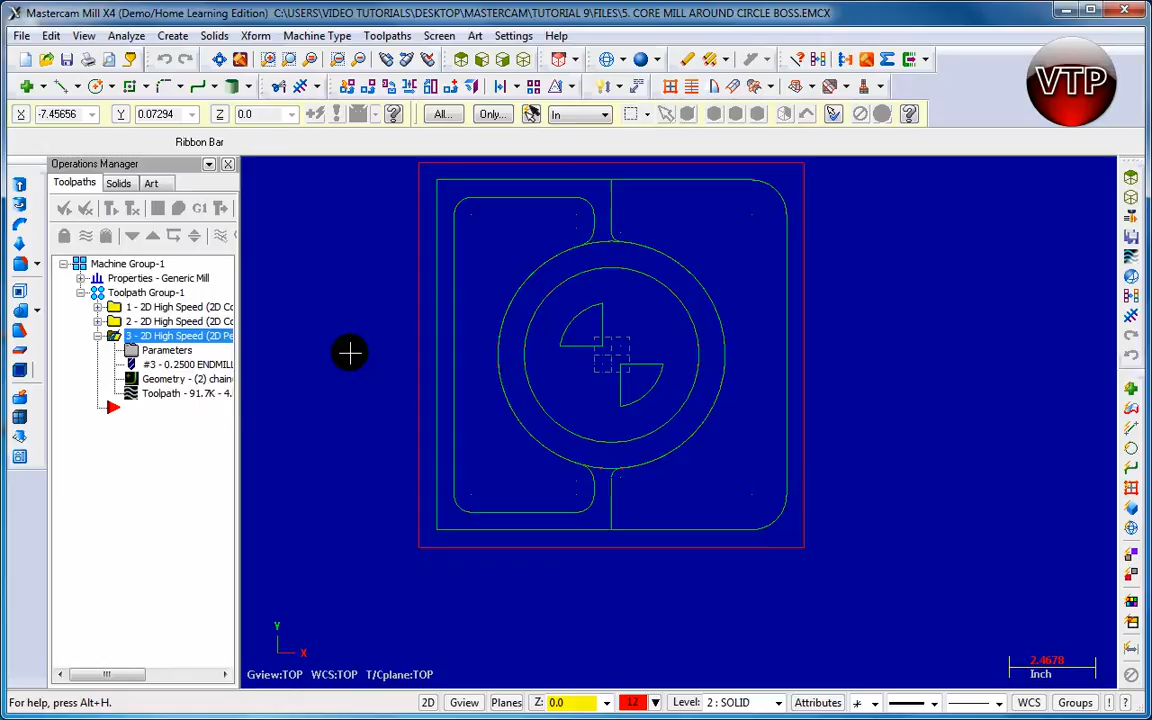 Mastercam Mill X4 (Demo/Home Learning Edition) C:\USERS\VIDEO TUTORIALS\DESKTOP\MASTERCAM\TUTORIAL 9\FILES\5. CORE MILL AROUND CIRCLE BOSS.EMCX
File Edit View Analyze Create Solids Xform Machine Type Toolpaths Screen Art Settings Help
VTP
X -7.45656 Y 0.07294 Z 0.0 All... Only... In
Ribbon Bar
Operations Manager
Toolpaths Solids Art
G1
Machine Group-1
Properties - Generic Mill
Toolpath Group-1
1 - 2D High Speed (2D Co
2 - 2D High Speed (2D Co
3 - 2D High Speed (2D Pe
Parameters
#3 - 0.2500 ENDMILL
Geometry - (2) chain
Toolpath - 91.7K - 4.
Y
X
2.4678
Inch
Gview:TOP WCS:TOP T/Cplane:TOP
For help, press Alt+H. 2D Gview Planes Z: 0.0 12 Level: 2 : SOLID Attributes WCS Groups ! ?